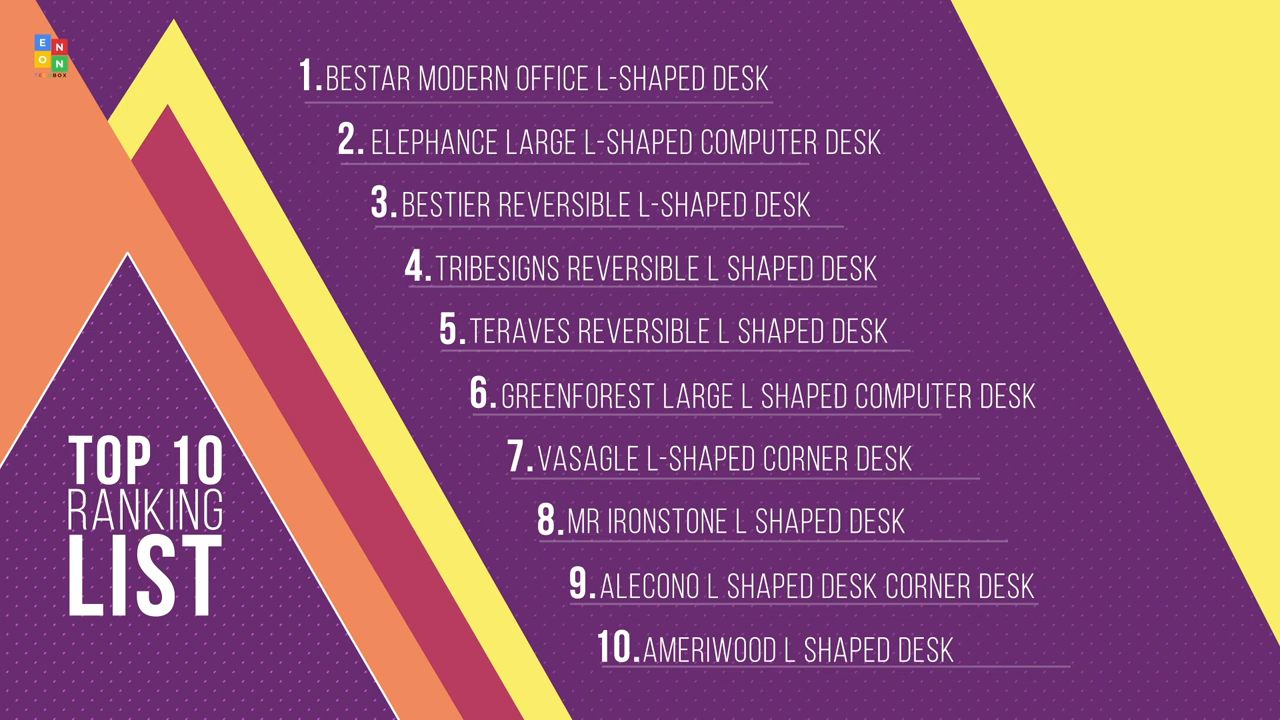 E N
O N
TECHBOX
1. BESTAR MODERN OFFICE L-SHAPED DESK
2. ELEPHANCE LARGE L-SHAPED COMPUTER DESK
3. BESTIER REVERSIBLE L-SHAPED DESK
4. TRIBESIGNS REVERSIBLE L SHAPED DESK
5. TERAVES REVERSIBLE L SHAPED DESK
6. GREENFOREST LARGE L SHAPED COMPUTER DESK
7. VASAGLE L-SHAPED CORNER DESK
8. MR IRONSTONE L SHAPED DESK
9. ALECONO L SHAPED DESK CORNER DESK
10. AMERIWOOD L SHAPED DESK
TOP 10
RANKING
LIST